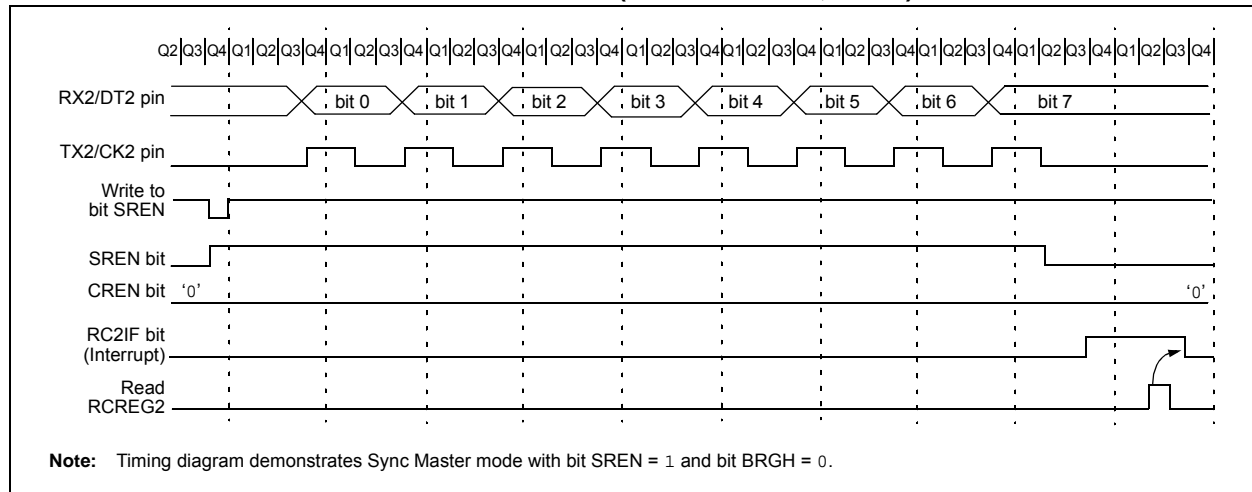 Q2 Q3 Q4 Q1 Q2 Q3 Q4 Q1 Q2 Q3 Q4 Q1 Q2 Q3 Q4 Q1 Q2 Q3 Q4 Q1 Q2 Q3 Q4 Q1 Q2 Q3 Q4 Q1 Q2 Q3 Q4 Q1 Q2 Q3 Q4 Q1 Q2 Q3 Q4 Q1 Q2 Q3 Q4
RX2/DT2 pin bit 0 bit 1 bit 2 bit 3 bit 4 bit 5 bit 6 bit 7
TX2/CK2 pin
Write to
bit SREN
SREN bit
CREN bit '0' '0'
RC2IF bit
(Interrupt)
Read
RCREG2
Note: Timing diagram demonstrates Sync Master mode with bit SREN = 1 and bit BRGH = 0.